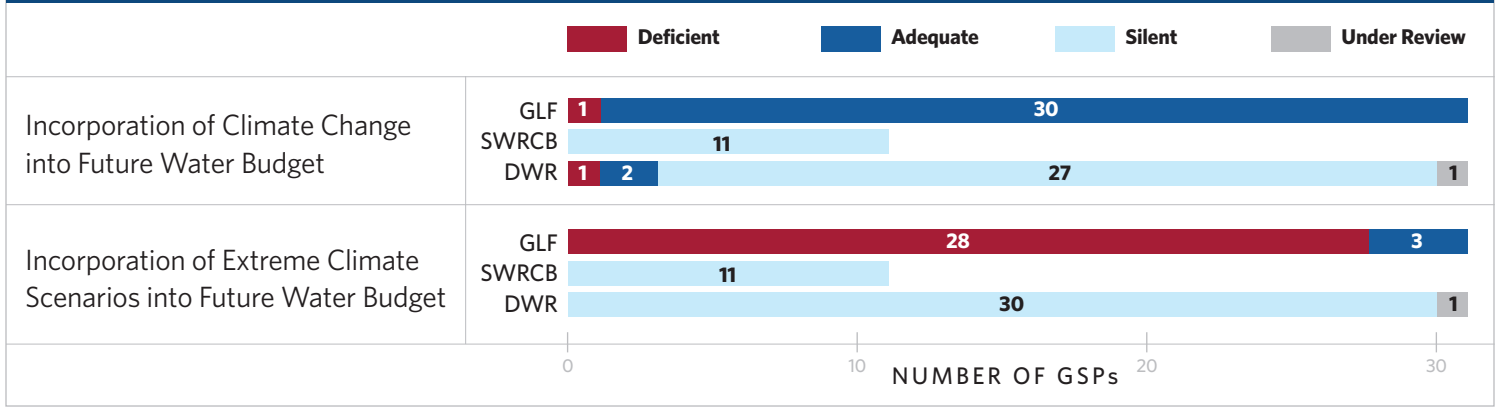 Deficient Adequate Silent Under Review
Incorporation of Climate Change
into Future Water Budget
GLF 1 30
SWRCB 11
DWR 1 2 27 1
Incorporation of Extreme Climate
Scenarios into Future Water Budget
GLF 28 3
SWRCB 11
DWR 30 1
0 10 20 30
NUMBER OF GSPs